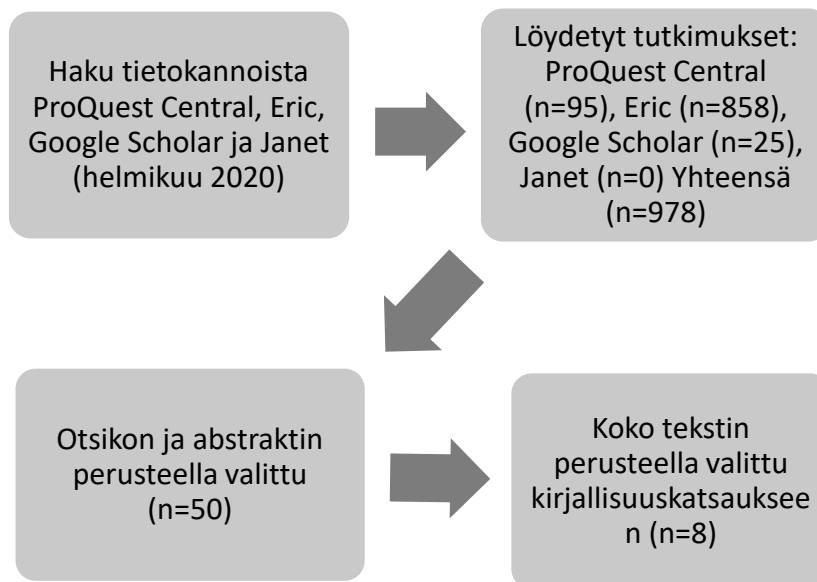 Haku tietokannoista
ProQuest Central, Eric,
Google Scholar ja Janet
(helmikuu 2020)
Löydetyt tutkimukset:
ProQuest Central
(n=95), Eric (n=858),
Google Scholar (n=25),
Janet (n=0) Yhteensä
(n=978)
Otsikon ja abstraktin
perusteella valittu
(n=50)
Koko tekstin
perusteella valittu
kirjallisuuskatsaukse
n (n=8)